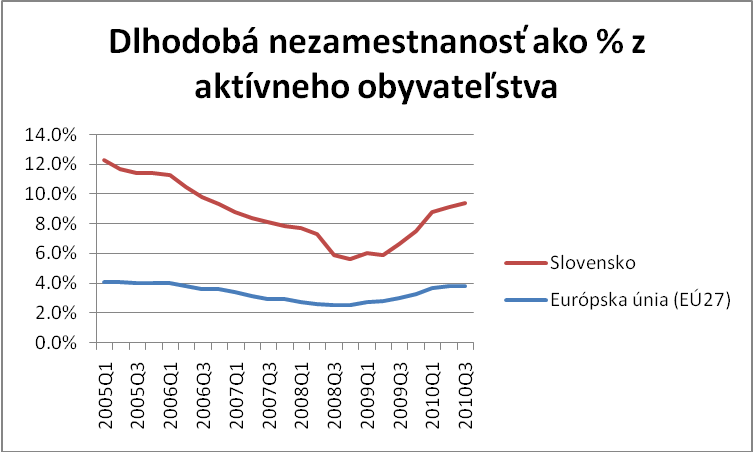 Dlhodobá nezamestnanosť ako % z
aktívneho obyvateľstva
14.0%
12.0%
10.0%
8.0%
6.0%
4.0%
2.0%
0.0%
2005Q1
2005Q3
2006Q1
2006Q3
2007Q1
2007Q3
2008Q1
2008Q3
2009Q1
2009Q3
2010Q1
2010Q3
Slovensko
Európska únia (EÚ27)